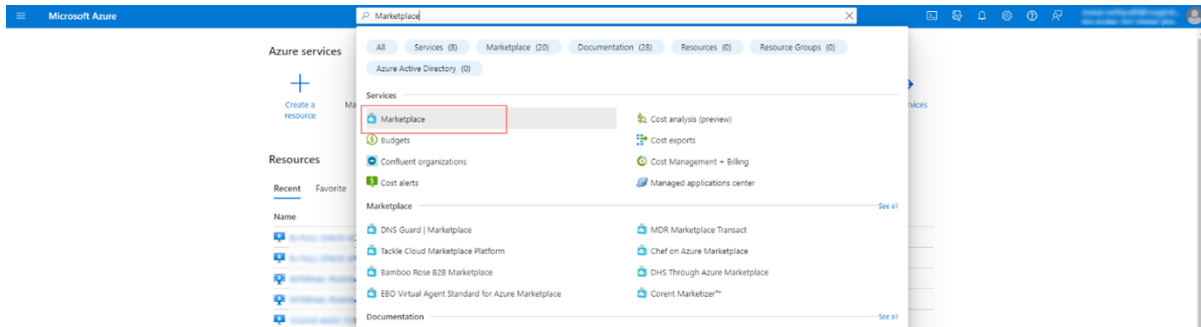 Microsoft Azure
Marketplace
Azure services
Create a resource
Ma
vices
All Services (8) Marketplace (20) Documentation (28) Resources (0) Resource Groups (0)
Azure Active Directory (0)
Services
Marketplace Cost analysis (preview)
Budgets Cost exports
Confluent organizations Cost Management + Billing
Cost alerts Managed applications center
Resources
Recent Favorite
Name
Marketplace See all
DNS Guard | Marketplace MDR Marketplace Transact
Tackle Cloud Marketplace Platform Chef on Azure Marketplace
Bamboo Rose B2B Marketplace DHS Through Azure Marketplace
EBO Virtual Agent Standard for Azure Marketplace Corent Marketizer™
Documentation See all